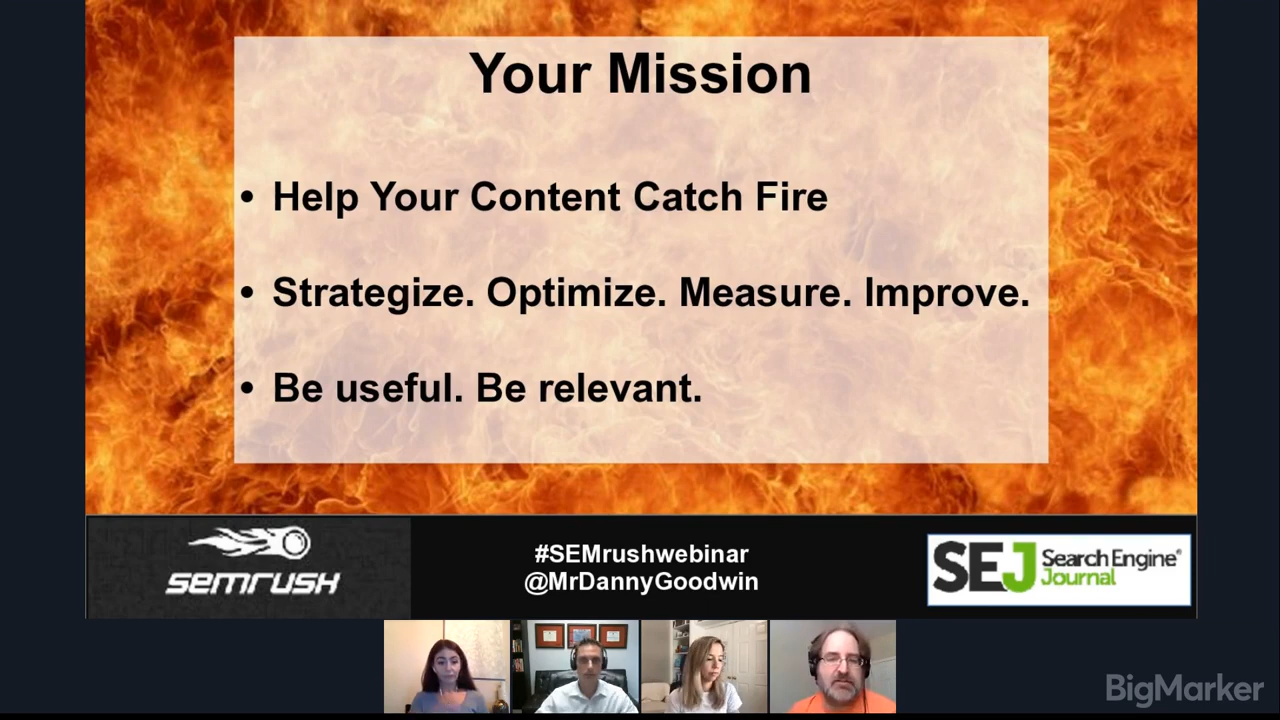 Your Mission
• Help Your Content Catch Fire
• Strategize. Optimize. Measure. Improve.
• Be useful. Be relevant.
semrush
#SEMrushwebinar
@MrDannyGoodwin
SEJ Search Engine®
Journal
BigMarker